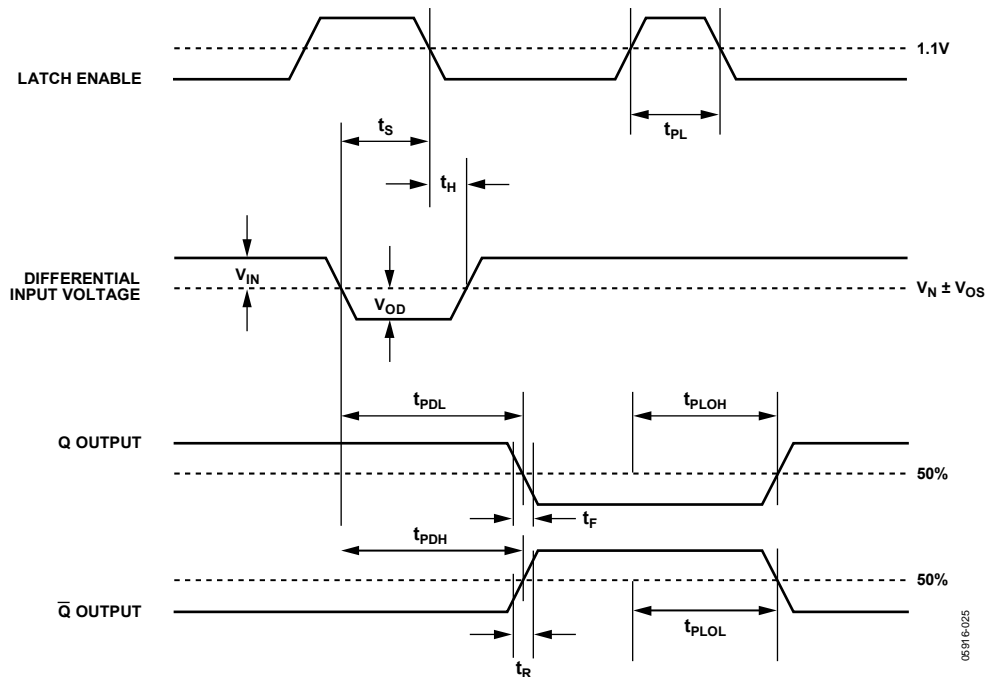 LATCH ENABLE
1.1V
tS
tPL
tH
DIFFERENTIAL
INPUT VOLTAGE
VIN
VOD
VN ± VOS
tPDL
tPLOH
Q OUTPUT
50%
tF
tPDH
50%
Q̅ OUTPUT
tPLOL
tR
05916-025